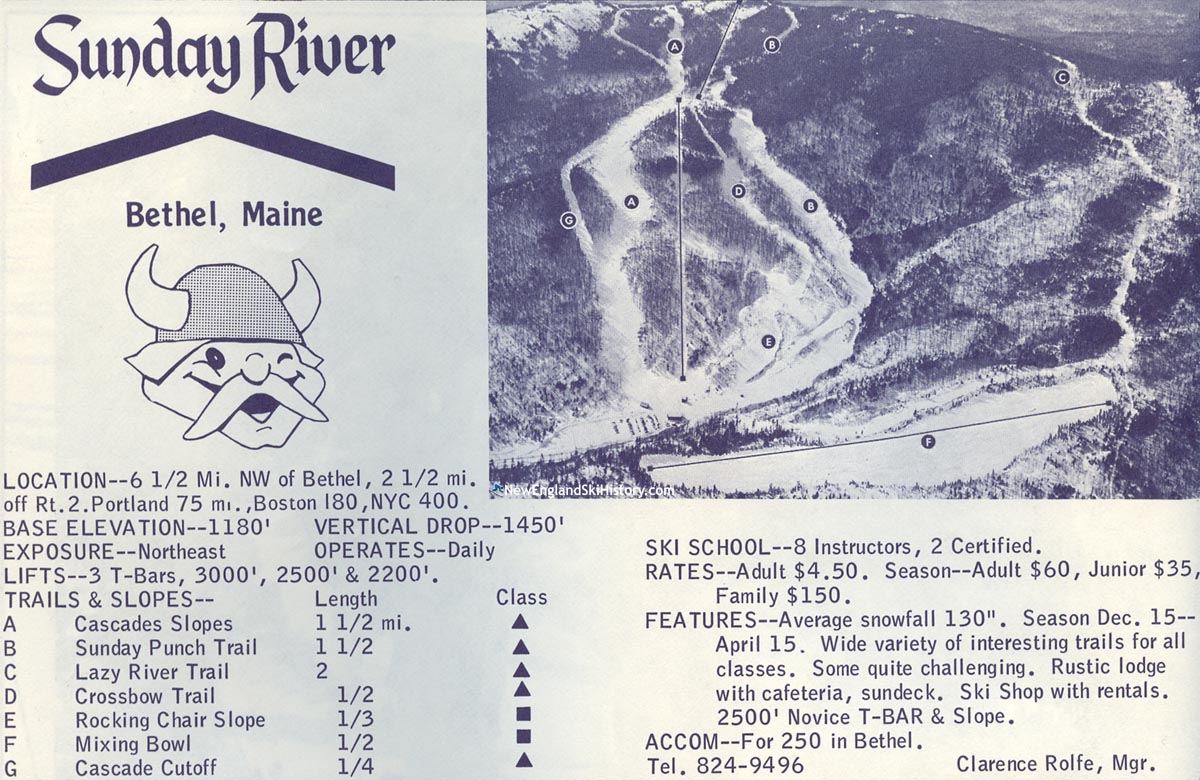 Sunday River
Bethel, Maine
A
B
C
A
D
B
G
E
F
NewEnglandSkiHistory.com
LOCATION--6 1/2 Mi. NW of Bethel, 2 1/2 mi.
off Rt.2.Portland 75 mi.,Boston 180,NYC 400.
BASE ELEVATION--1180' VERTICAL DROP--1450'
EXPOSURE--Northeast OPERATES--Daily
LIFTS--3 T-Bars, 3000', 2500' & 2200'.
TRAILS & SLOPES-- Length Class
A Cascades Slopes 1 1/2 mi. ▲
B Sunday Punch Trail 1 1/2 ▲
C Lazy River Trail 2 ▲
D Crossbow Trail 1/2 ▲
E Rocking Chair Slope 1/3 ■
F Mixing Bowl 1/2 ■
G Cascade Cutoff 1/4 ▲
SKI SCHOOL--8 Instructors, 2 Certified.
RATES--Adult $4.50. Season--Adult $60, Junior $35,
Family $150.
FEATURES--Average snowfall 130". Season Dec. 15--
April 15. Wide variety of interesting trails for all
classes. Some quite challenging. Rustic lodge
with cafeteria, sundeck. Ski Shop with rentals.
2500' Novice T-BAR & Slope.
ACCOM--For 250 in Bethel.
Tel. 824-9496 Clarence Rolfe, Mgr.